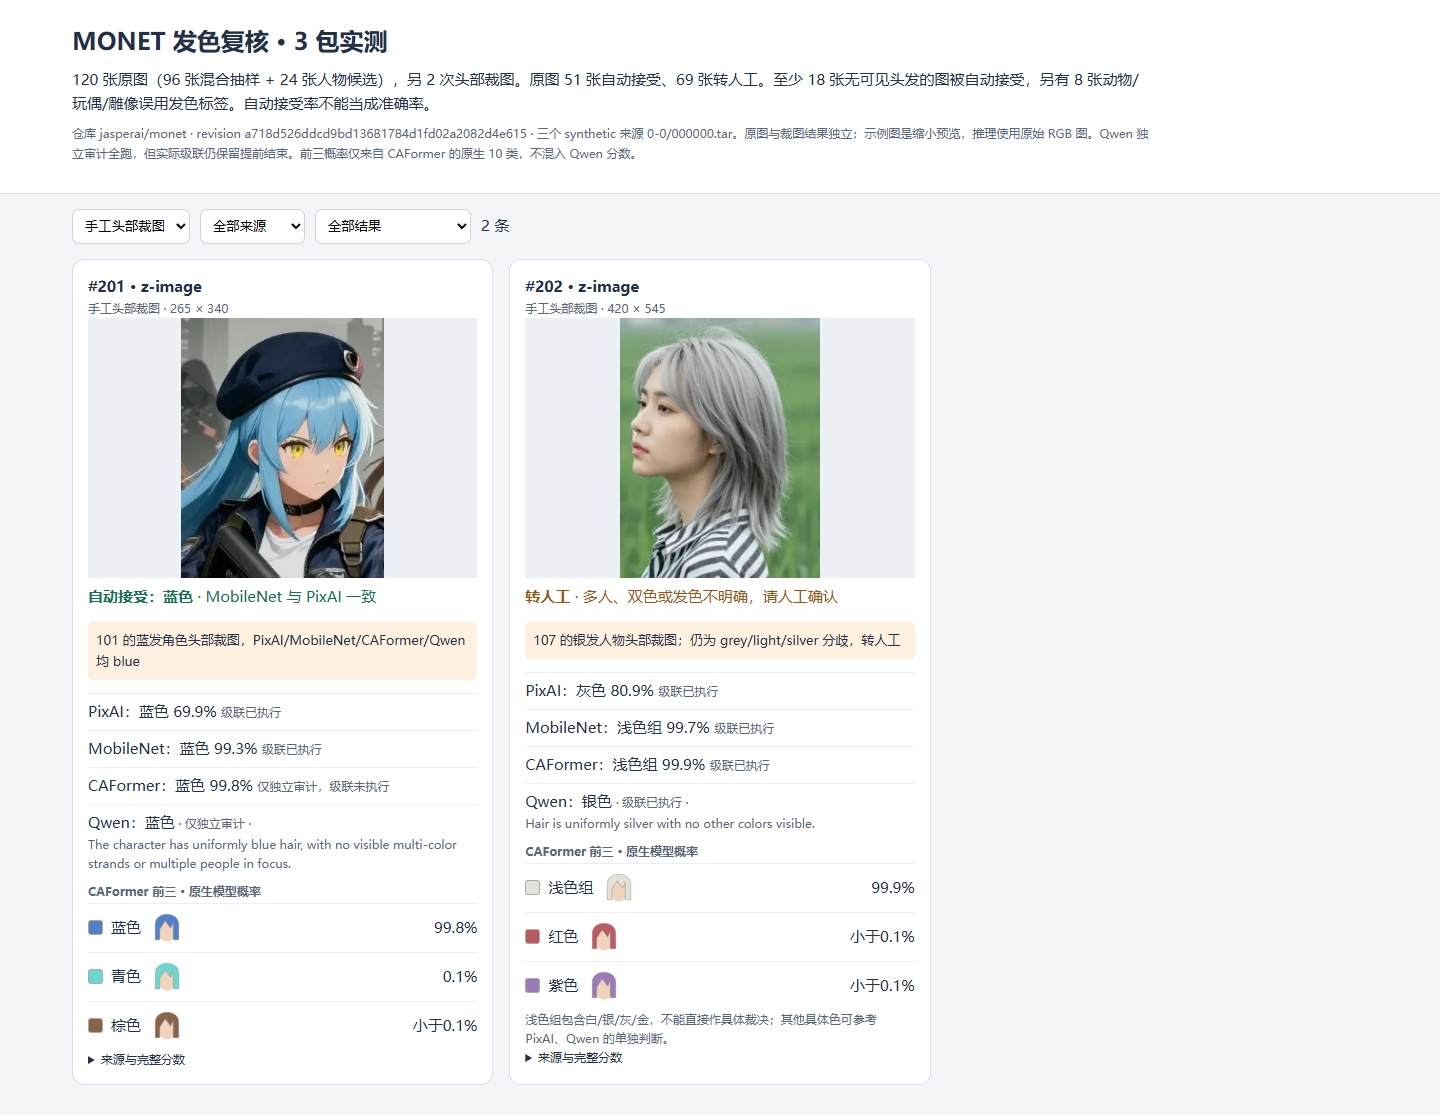 MONET 发色复核 • 3 包实测
120 张原图（96 张混合抽样 + 24 张人物候选），另 2 次头部裁图。原图 51 张自动接受、69 张转人工。至少 18 张无可见头发的图被自动接受，另有 8 张动物/
玩偶/雕像误用发色标签。自动接受率不能当成准确率。
仓库 jasperai/monet · revision a718d526ddcd9bd13681784d1fd02a2082d4e615 · 三个 synthetic 来源 0-0/000000.tar。原图与裁图结果独立；示例图是缩小预览，推理使用原始 RGB 图。Qwen 独
立审计全跑，但实际级联仍保留提前结束。前三概率仅来自 CAFormer 的原生 10 类，不混入 Qwen 分数。
手工头部裁图 全部来源 全部结果 2 条
#201 • z-image
手工头部裁图 · 265 × 340
自动接受：蓝色 · MobileNet 与 PixAI 一致
101 的蓝发角色头部裁图，PixAI/MobileNet/CAFormer/Qwen
均 blue
PixAI：蓝色 69.9% 级联已执行
MobileNet：蓝色 99.3% 级联已执行
CAFormer：蓝色 99.8% 仅独立审计，级联未执行
Qwen：蓝色 · 仅独立审计 ·
The character has uniformly blue hair, with no visible multi-color
strands or multiple people in focus.
CAFormer 前三 • 原生模型概率
蓝色 99.8%
青色 0.1%
棕色 小于0.1%
▶ 来源与完整分数
#202 • z-image
手工头部裁图 · 420 × 545
转人工 · 多人、双色或发色不明确，请人工确认
107 的银发人物头部裁图；仍为 grey/light/silver 分歧，转人工
PixAI：灰色 80.9% 级联已执行
MobileNet：浅色组 99.7% 级联已执行
CAFormer：浅色组 99.9% 级联已执行
Qwen：银色 · 级联已执行 ·
Hair is uniformly silver with no other colors visible.
CAFormer 前三 • 原生模型概率
浅色组 99.9%
红色 小于0.1%
紫色 小于0.1%
浅色组包含白/银/灰/金，不能直接作具体裁决；其他具体色可参考
PixAI、Qwen 的单独判断。
▶ 来源与完整分数